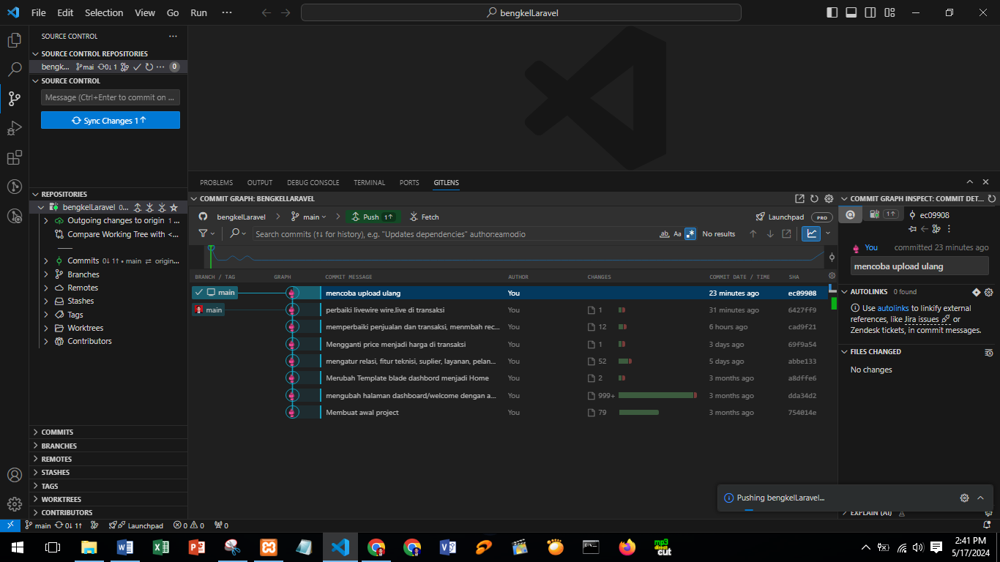 File Edit Selection View Go Run ···
bengkelLaravel
SOURCE CONTROL
SOURCE CONTROL REPOSITORIES
bengk... mai 0↓ 1 0
SOURCE CONTROL
Message (Ctrl+Enter to commit on ...
Sync Changes 1↑
REPOSITORIES
bengkelLaravel 0...
Outgoing changes to origin 1 ...
Compare Working Tree with <...
Commits 0↓ 1↑ • main ⇄ origin...
Branches
Remotes
Stashes
Tags
Worktrees
Contributors
COMMITS
BRANCHES
REMOTES
STASHES
TAGS
WORKTREES
CONTRIBUTORS
PROBLEMS OUTPUT DEBUG CONSOLE TERMINAL PORTS GITLENS
COMMIT GRAPH: BENGKELLARAVEL
bengkelLaravel main Push 1↑ Fetch Launchpad PRO
Search commits (↑↓ for history), e.g. "Updates dependencies" author:eamodio ab Aa .* No results
BRANCH / TAG GRAPH COMMIT MESSAGE AUTHOR CHANGES COMMIT DATE / TIME SHA
main mencoba upload ulang You 23 minutes ago ec09908
main perbaiki livewire wire.live di transaksi You 1 31 minutes ago 6427ff9
memperbaiki penjualan dan transaksi, menmbah rec... You 12 6 hours ago cad9f21
Mengganti price menjadi harga di transaksi You 1 3 days ago 69f9a54
mengatur relasi, fitur teknisi, suplier, layanan, pelan... You 52 5 days ago abbe133
Merubah Template blade dashbord menjadi Home You 2 3 months ago a8dffe6
mengubah halaman dashboard/welcome dengan a... You 999+ 3 months ago dda34d2
Membuat awal project You 79 3 months ago 754014e
COMMIT GRAPH INSPECT: COMMIT DET...
1↑ ec09908
You committed 23 minutes ago
mencoba upload ulang
AUTOLINKS 0 found
Use autolinks to linkify external
references, like Jira issues or
Zendesk tickets, in commit messages.
FILES CHANGED
No changes
Pushing bengkelLaravel...
EXPLAIN (AI)
main 0↓ 1↑ Launchpad 0 0 0
mp3
direct
cut
2:41 PM
5/17/2024